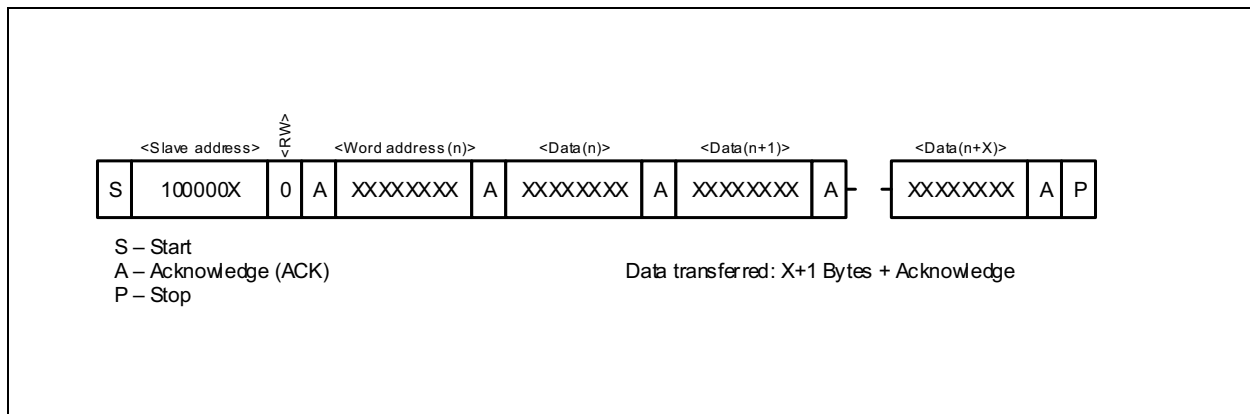 <Slave address> <RW> <Word address (n)> <Data(n)> <Data(n+1)> <Data(n+X)>
S 100000X 0 A XXXXXXXX A XXXXXXXX A XXXXXXXX A XXXXXXXX A P
S – Start
A – Acknowledge (ACK) Data transferred: X+1 Bytes + Acknowledge
P – Stop